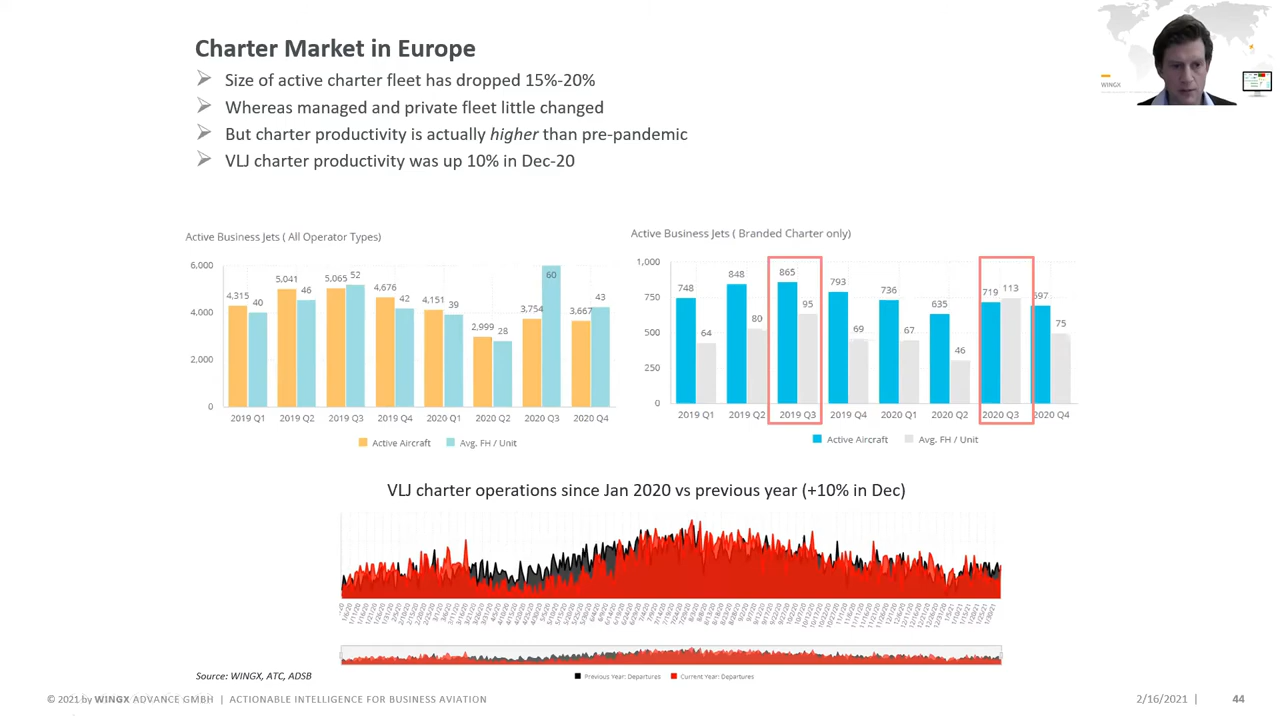 Charter Market in Europe
Size of active charter fleet has dropped 15%-20%
Whereas managed and private fleet little changed
But charter productivity is actually higher than pre-pandemic
VLJ charter productivity was up 10% in Dec-20
WINGX
Active Business Jets ( All Operator Types)
6,000
4,000
2,000
0
4,315 40
5,041 46
5,065 52
4,676 42
4,151 39
2,999 28
3,754 60
3,667 43
2019 Q1 2019 Q2 2019 Q3 2019 Q4 2020 Q1 2020 Q2 2020 Q3 2020 Q4
Active Aircraft Avg. FH / Unit
Active Business Jets ( Branded Charter only)
1,000
750
500
250
0
748 64
848 80
865 95
793 69
736 67
635 46
719 113
697 75
2019 Q1 2019 Q2 2019 Q3 2019 Q4 2020 Q1 2020 Q2 2020 Q3 2020 Q4
Active Aircraft Avg. FH / Unit
VLJ charter operations since Jan 2020 vs previous year (+10% in Dec)
Previous Year: Departures Current Year: Departures
Source: WINGX, ATC, ADSB
© 2021 by WINGX ADVANCE GMBH | ACTIONABLE INTELLIGENCE FOR BUSINESS AVIATION
2/16/2021 | 44